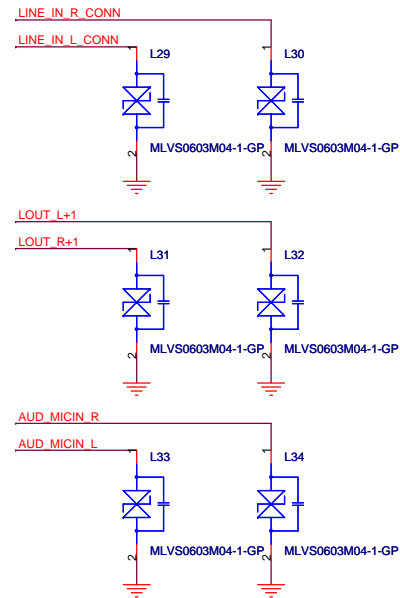 LINE_IN_R_CONN
LINE_IN_L_CONN
1 L29 1 L30
MLVS0603M04-1-GP MLVS0603M04-1-GP
2 2
LOUT_L+1
LOUT_R+1
1 L31 1 L32
MLVS0603M04-1-GP MLVS0603M04-1-GP
2 2
AUD_MICIN_R
AUD_MICIN_L
1 L33 1 L34
MLVS0603M04-1-GP MLVS0603M04-1-GP
2 2